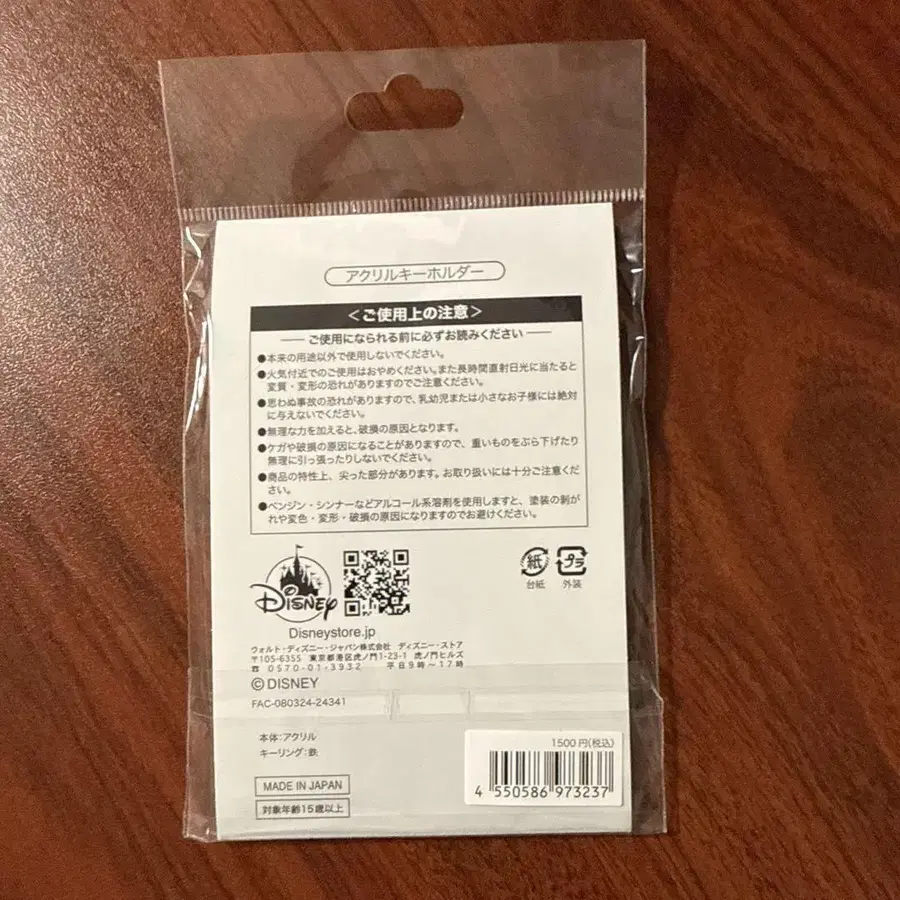 アクリルキーホルダー
＜ご使用上の注意＞
ご使用になられる前に必ずお読みください
●本来の用途以外で使用しないでください。
●火気付近でのご使用はおやめください。また長時間直射日光に当たると
変質・変形の恐れがありますのでご注意ください。
●思わぬ事故の恐れがありますので、乳幼児または小さなお子様には絶対
に与えないでください。
●無理な力を加えると、破損の原因となります。
●ケガや破損の原因になることがありますので、重いものをぶら下げたり
無理に引っ張ったりしないでください。
●商品の特性上、尖った部分があります。お取り扱いには十分ご注意くだ
さい。
●ベンジン・シンナーなどアルコール系溶剤を使用しますと、塗装の剥が
れや変色・変形・破損の原因になりますのでお避けください。
DISNEY
紙
台紙
プラ
外装
Disneystore.jp
ウォルト・ディズニー・ジャパン株式会社 ディズニー・ストア
〒105-6355 東京都港区虎ノ門1-23-1 虎ノ門ヒルズ
☎ 0570-01-3932 平日9時～17時
©DISNEY
FAC-080324-24341
本体：アクリル
キーリング：鉄
MADE IN JAPAN
対象年齢15歳以上
1500円(税込)
4 550586 973237